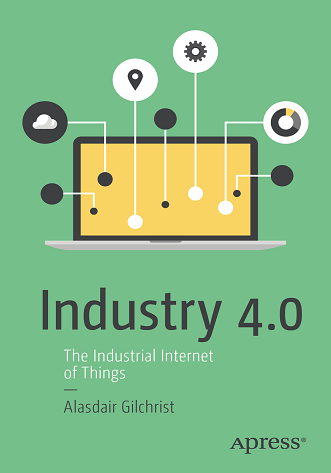 Industry 4.0
The Industrial Internet
of Things
Alasdair Gilchrist
Apress®